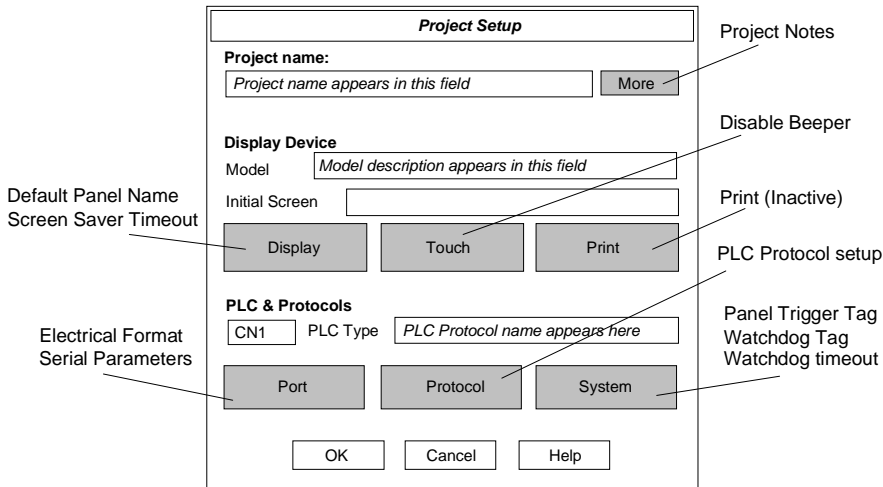 Project Setup
Project Notes
Project name:
Project name appears in this field
More
Disable Beeper
Display Device
Model
Model description appears in this field
Default Panel Name
Screen Saver Timeout
Initial Screen
Print (Inactive)
Display
Touch
Print
PLC Protocol setup
PLC & Protocols
CN1
PLC Type
PLC Protocol name appears here
Panel Trigger Tag
Watchdog Tag
Watchdog timeout
Electrical Format
Serial Parameters
Port
Protocol
System
OK
Cancel
Help